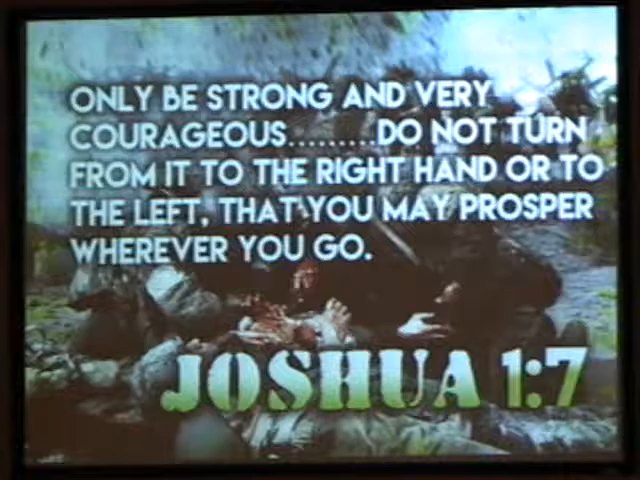 ONLY BE STRONG AND VERY
COURAGEOUS.........DO NOT TURN
FROM IT TO THE RIGHT HAND OR TO
THE LEFT, THAT YOU MAY PROSPER
WHEREVER YOU GO.
JOSHUA 1:7